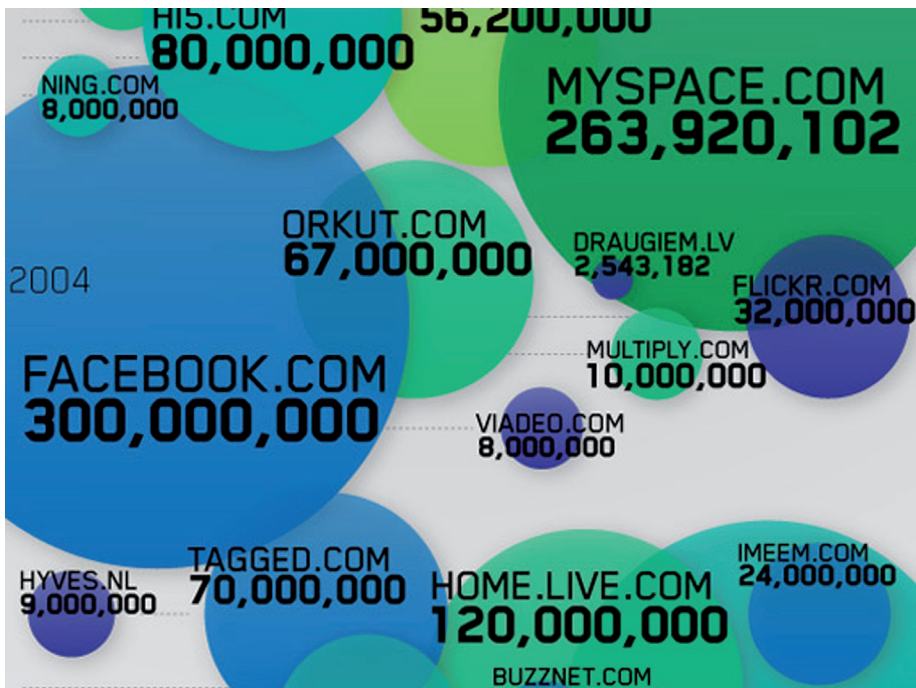 HI5.COM
80,000,000
56,200,000
NING.COM
8,000,000
MYSPACE.COM
263,920,102
ORKUT.COM
67,000,000
DRAUGIEM.LV
2,543,182
2004
FLICKR.COM
32,000,000
MULTIPLY.COM
10,000,000
FACEBOOK.COM
300,000,000
VIADEO.COM
8,000,000
TAGGED.COM
70,000,000
HYVES.NL
9,000,000
HOME.LIVE.COM
120,000,000
IMEEM.COM
24,000,000
BUZZNET.COM